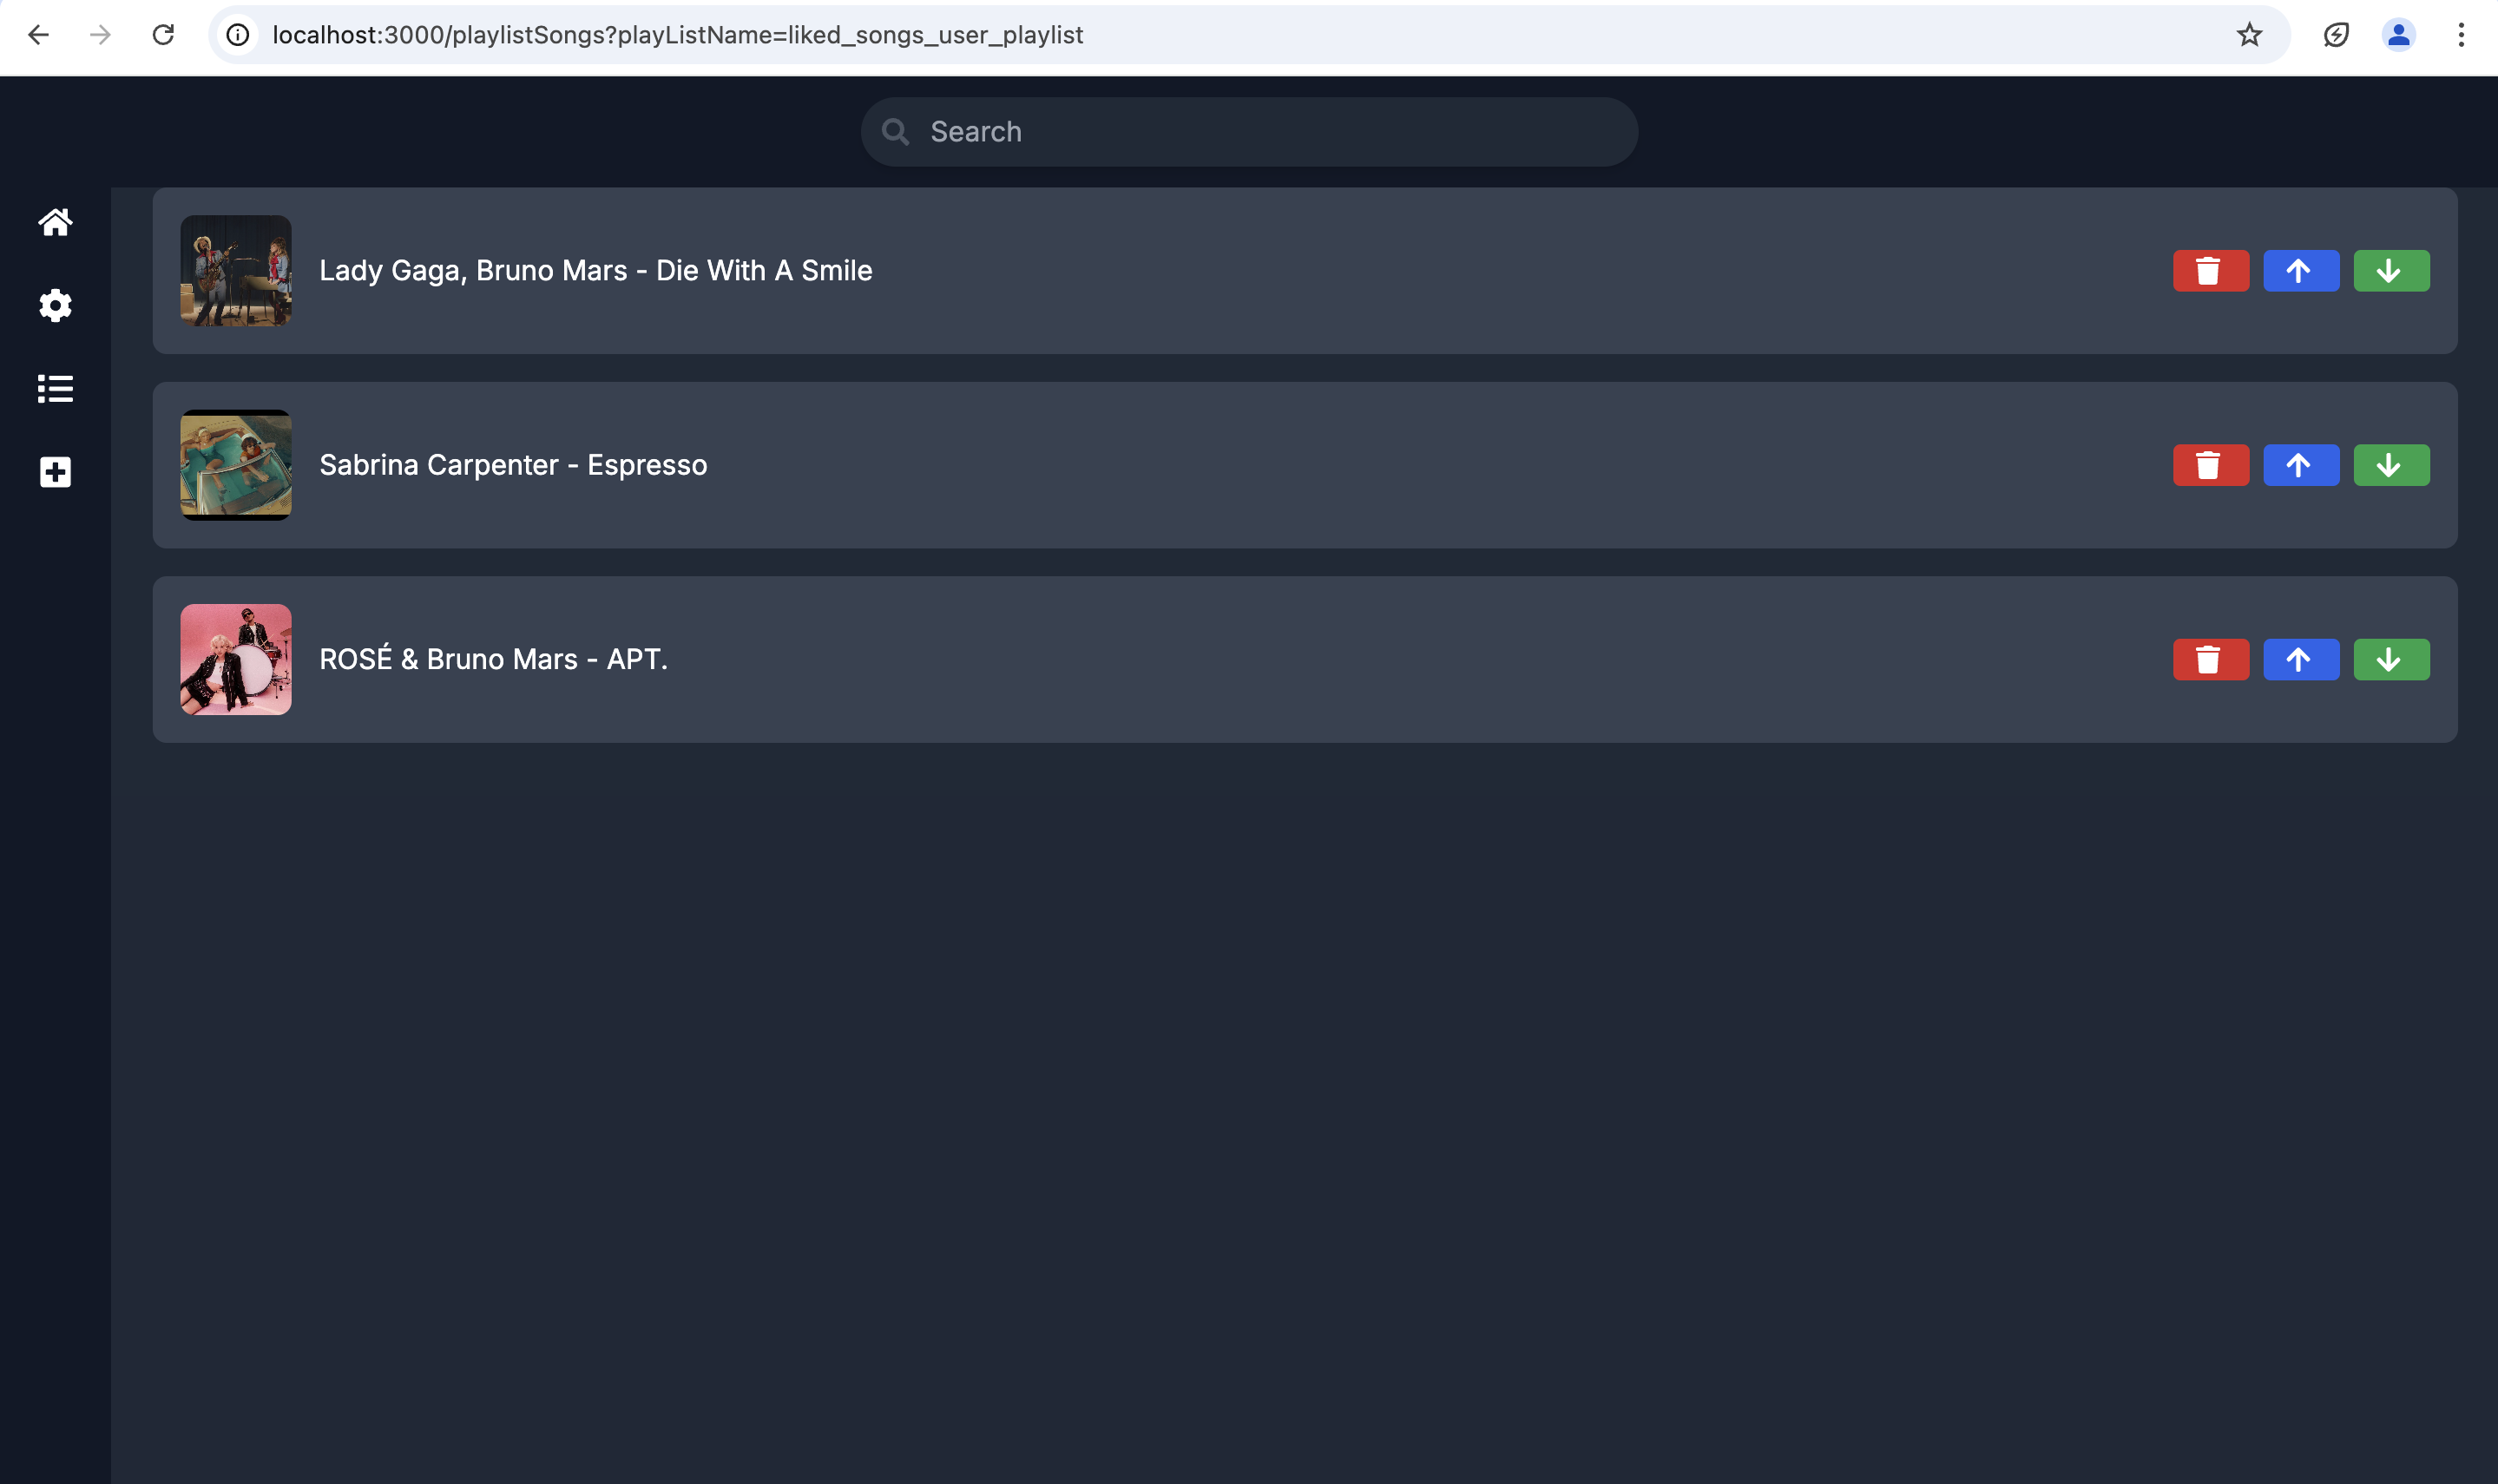 localhost:3000/playlistSongs?playListName=liked_songs_user_playlist
Search
Lady Gaga, Bruno Mars - Die With A Smile
Sabrina Carpenter - Espresso
ROSÉ & Bruno Mars - APT.